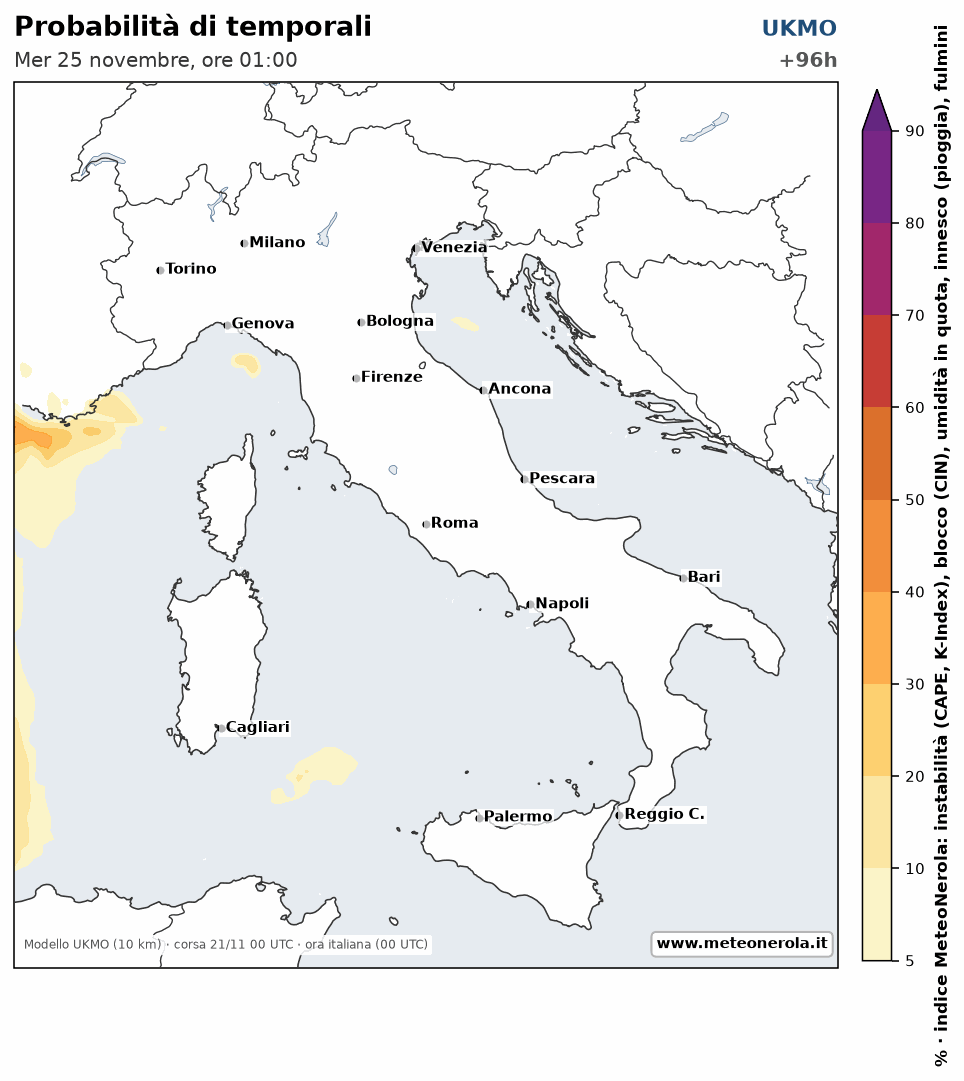 Probabilità di temporali
UKMO
Mer 25 novembre, ore 01:00
+96h
Milano
Venezia
Torino
Genova
Bologna
Firenze
Ancona
Pescara
Roma
Bari
Napoli
Cagliari
Palermo
Reggio C.
Modello UKMO (10 km) · corsa 21/11 00 UTC · ora italiana (00 UTC)
www.meteonerola.it
90
80
70
60
50
40
30
20
10
5
% · indice MeteoNerola: instabilità (CAPE, K-Index), blocco (CIN), umidità in quota, innesco (pioggia), fulmini